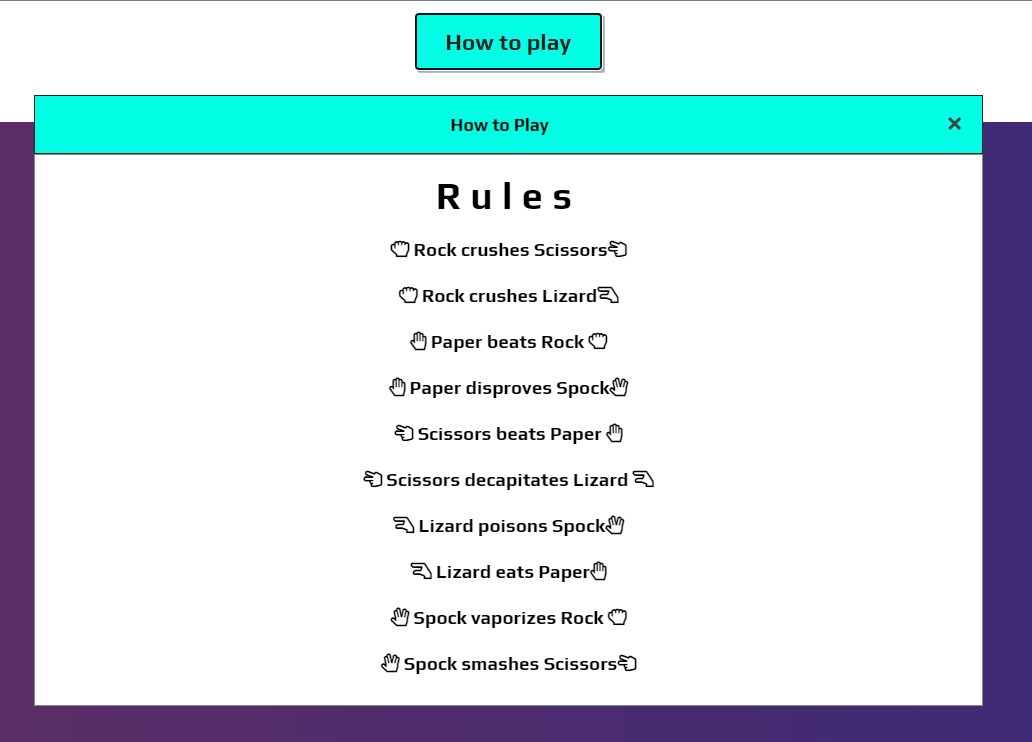 How to play
How to Play ×
Rules
Rock crushes Scissors
Rock crushes Lizard
Paper beats Rock
Paper disproves Spock
Scissors beats Paper
Scissors decapitates Lizard
Lizard poisons Spock
Lizard eats Paper
Spock vaporizes Rock
Spock smashes Scissors